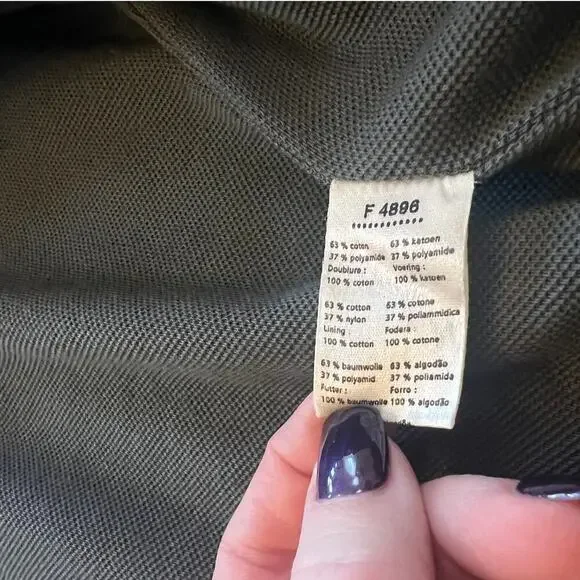 F 4896
63 % coton 63 % katoen
37 % polyamide 37 % polyamide
Doublure : Voering :
100 % coton 100 % katoen
63 % cotton 63 % cotone
37 % nylon 37 % poliammidica
Lining Fodera :
100 % cotton 100 % cotone
63 % baumwolle 63 % algodão
37 % polyamid 37 % poliamida
Futter : Forro :
100 % baumwolle 100 % algodão